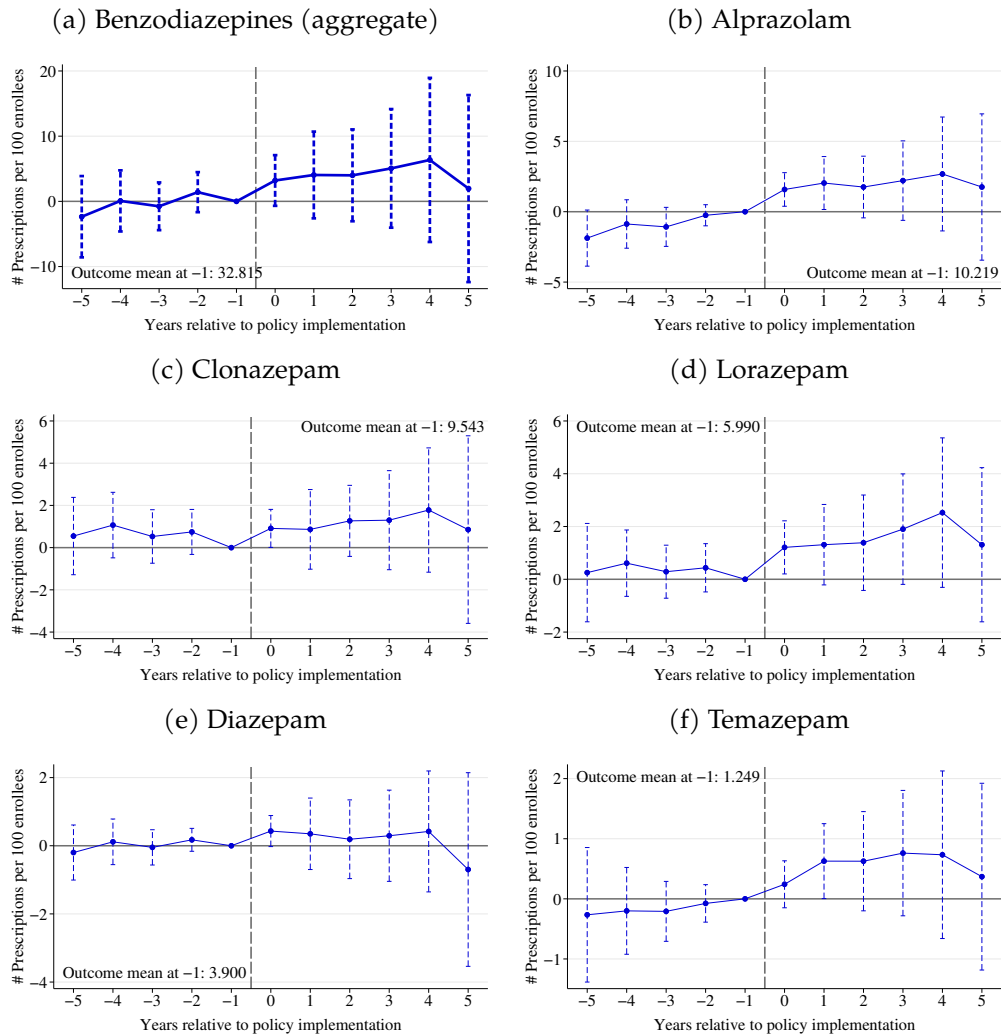 (a) Benzodiazepines (aggregate)
# Prescriptions per 100 enrollees
20
10
0
−10
Outcome mean at −1: 32.815
−5 −4 −3 −2 −1 0 1 2 3 4 5
Years relative to policy implementation
(b) Alprazolam
# Prescriptions per 100 enrollees
10
5
0
−5
Outcome mean at −1: 10.219
−5 −4 −3 −2 −1 0 1 2 3 4 5
Years relative to policy implementation
(c) Clonazepam
# Prescriptions per 100 enrollees
6
4
2
0
−2
−4
Outcome mean at −1: 9.543
−5 −4 −3 −2 −1 0 1 2 3 4 5
Years relative to policy implementation
(d) Lorazepam
# Prescriptions per 100 enrollees
6
4
2
0
−2
Outcome mean at −1: 5.990
−5 −4 −3 −2 −1 0 1 2 3 4 5
Years relative to policy implementation
(e) Diazepam
# Prescriptions per 100 enrollees
2
0
−2
−4
Outcome mean at −1: 3.900
−5 −4 −3 −2 −1 0 1 2 3 4 5
Years relative to policy implementation
(f) Temazepam
# Prescriptions per 100 enrollees
2
1
0
−1
Outcome mean at −1: 1.249
−5 −4 −3 −2 −1 0 1 2 3 4 5
Years relative to policy implementation